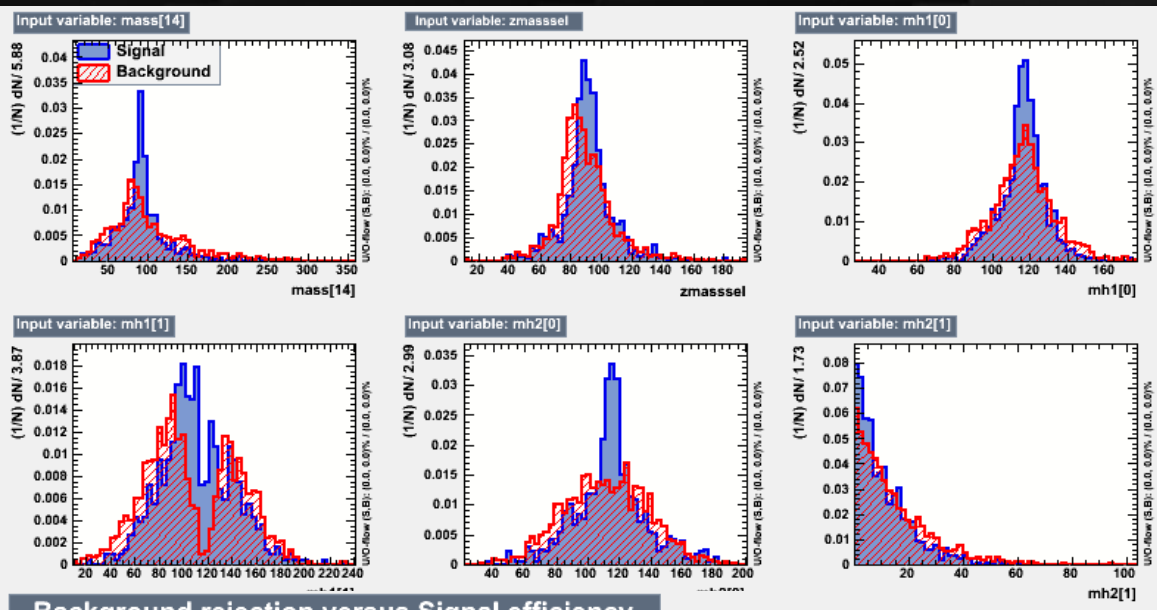 Input variable: mass[14]
Signal
Background
(1/N) dN/ 5.88
0.04
0.035
0.03
0.025
0.02
0.015
0.01
0.005
0
50 100 150 200 250 300 350
mass[14]
U/O-flow (S,B): (0.0, 0.0)% / (0.0, 0.0)%
Input variable: zmasssel
(1/N) dN/ 3.08
0.045
0.04
0.035
0.03
0.025
0.02
0.015
0.01
0.005
0
20 40 60 80 100 120 140 160 180
zmasssel
U/O-flow (S,B): (0.0, 0.0)% / (0.0, 0.0)%
Input variable: mh1[0]
(1/N) dN/ 2.52
0.05
0.04
0.03
0.02
0.01
0
40 60 80 100 120 140 160
mh1[0]
U/O-flow (S,B): (0.0, 0.0)% / (0.0, 0.0)%
Input variable: mh1[1]
(1/N) dN/ 3.87
0.018
0.016
0.014
0.012
0.01
0.008
0.006
0.004
0.002
0
20 40 60 80 100 120 140 160 180 200 220 240
mh1[1]
U/O-flow (S,B): (0.0, 0.0)% / (0.0, 0.0)%
Input variable: mh2[0]
(1/N) dN/ 2.99
0.035
0.03
0.025
0.02
0.015
0.01
0.005
0
40 60 80 100 120 140 160 180 200
mh2[0]
U/O-flow (S,B): (0.0, 0.0)% / (0.0, 0.0)%
Input variable: mh2[1]
(1/N) dN/ 1.73
0.08
0.07
0.06
0.05
0.04
0.03
0.02
0.01
0
20 40 60 80 100
mh2[1]
U/O-flow (S,B): (0.0, 0.0)% / (0.0, 0.0)%
Background rejection versus Signal efficiency